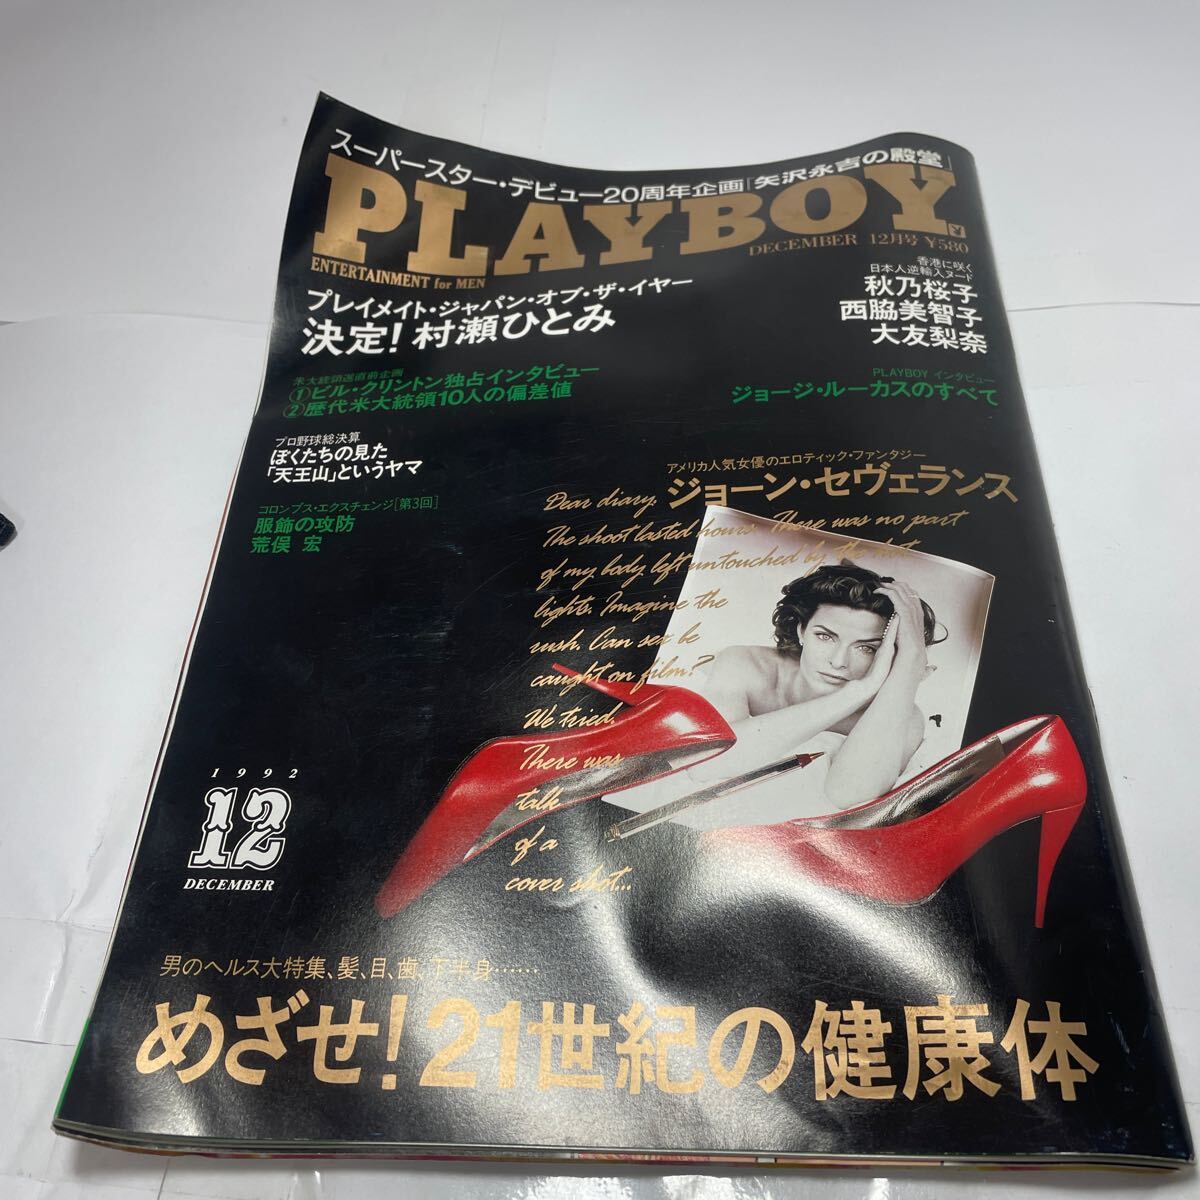 スーパースター・デビュー20周年企画「矢沢永吉の殿堂」
PLAYBOY
ENTERTAINMENT for MEN
DECEMBER 12月号 ¥580
プレイメイト・ジャパン・オブ・ザ・イヤー
決定!村瀬ひとみ
香港に咲く
日本人逆輸入ヌード
秋乃桜子
西脇美智子
大友梨奈
米大統領選直前企画
①ビル・クリントン独占インタビュー
②歴代米大統領10人の偏差値
PLAYBOY インタビュー
ジョージ・ルーカスのすべて
プロ野球総決算
ぼくたちの見た
「天王山」というヤマ
コロンブス・エクスチェンジ[第3回]
服飾の攻防
荒俣 宏
アメリカ人気女優のエロティック・ファンタジー
ジョーン・セヴェランス
Dear diary.
The shoot lasted hours. There was no part
of my body left untouched by the hot
lights. Imagine the
rush. Can sex be
caught on film?
We tried.
There was
talk
of a
cover shot...
1992
12
DECEMBER
男のヘルス大特集、髪、目、歯、下半身……
めざせ!21世紀の健康体